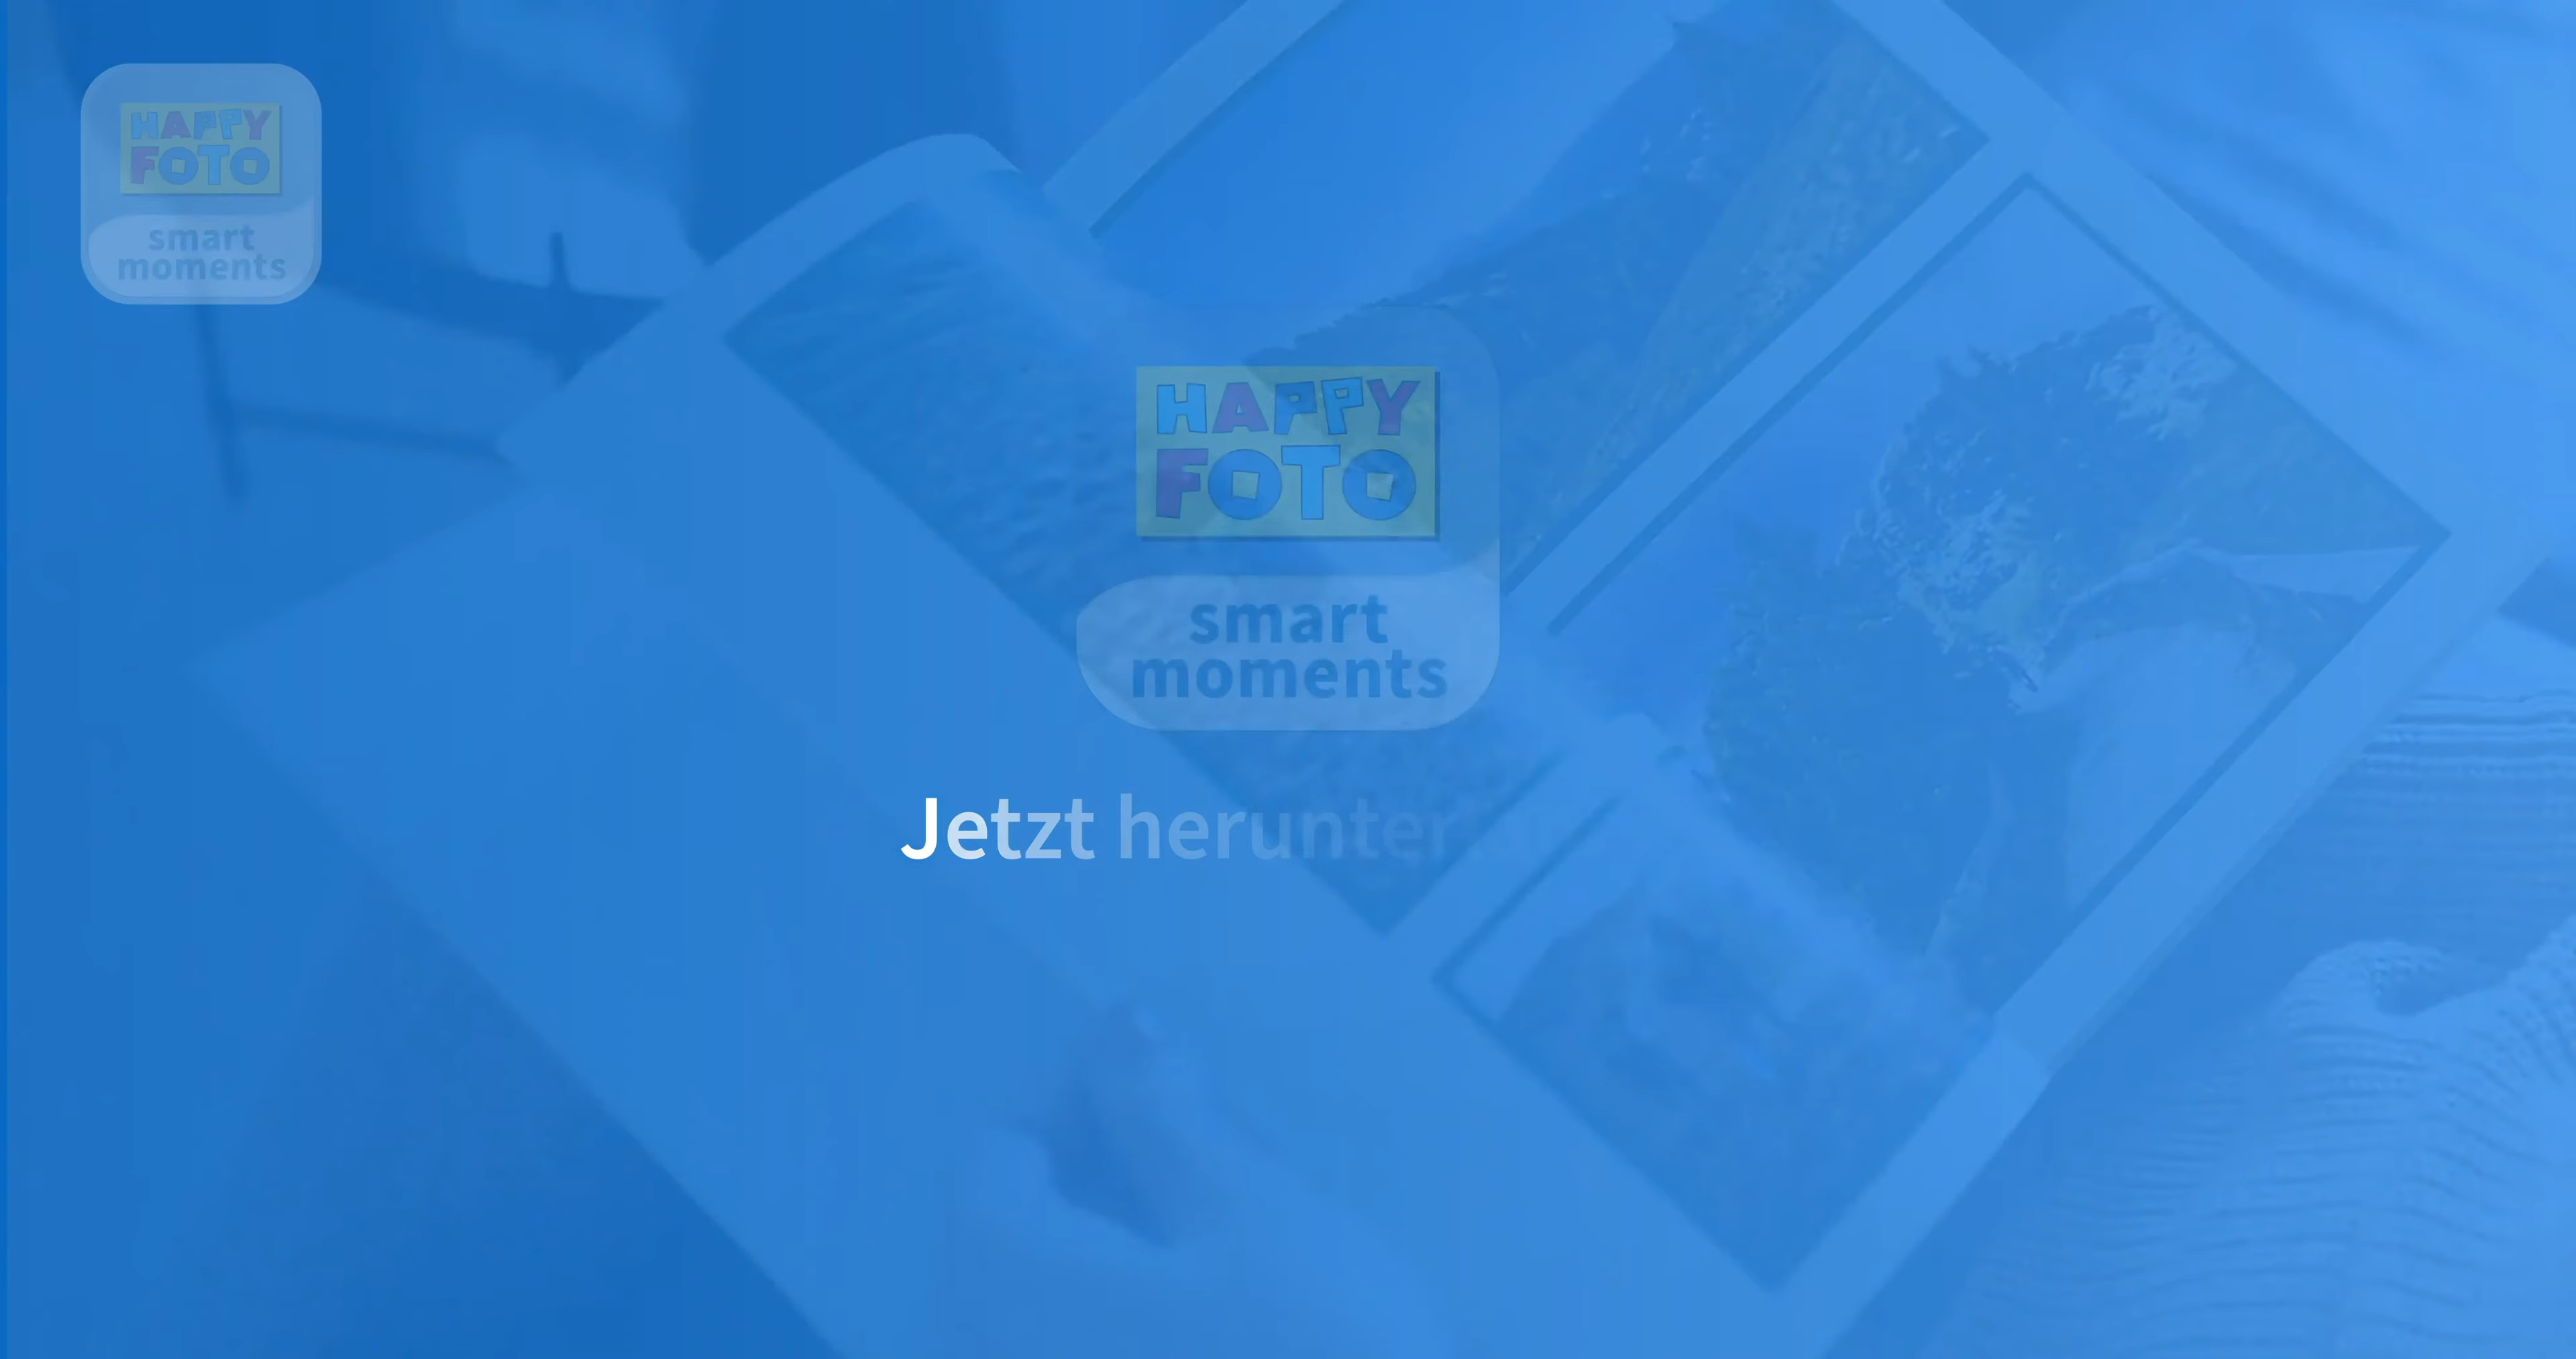 HAPPY
FOTO
smart
moments
HAPPY
FOTO
smart
moments
Jetzt herunter